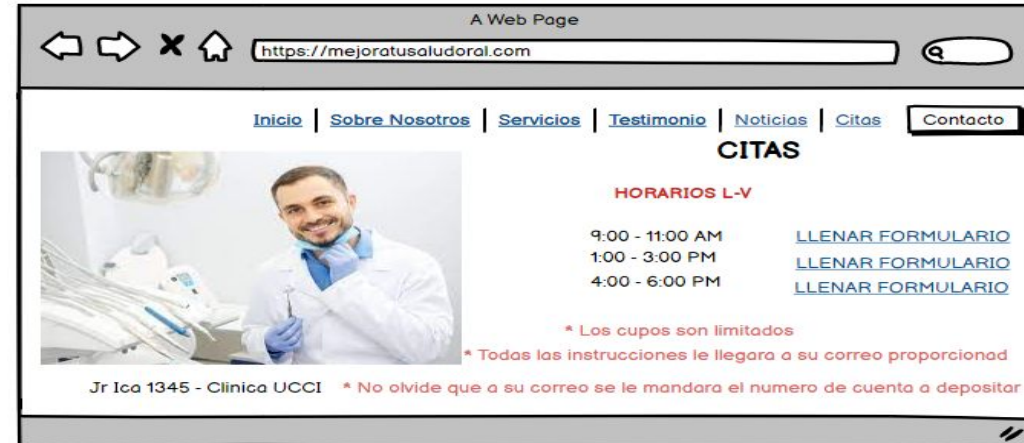 A Web Page
https://mejoratusaludoral.com
Inicio | Sobre Nosotros | Servicios | Testimonio | Noticias | Citas Contacto
CITAS
HORARIOS L-V
9:00 - 11:00 AM LLENAR FORMULARIO
1:00 - 3:00 PM LLENAR FORMULARIO
4:00 - 6:00 PM LLENAR FORMULARIO
* Los cupos son limitados
* Todas las instrucciones le llegara a su correo proporcionad
Jr Ica 1345 - Clinica UCCI * No olvide que a su correo se le mandara el numero de cuenta a depositar